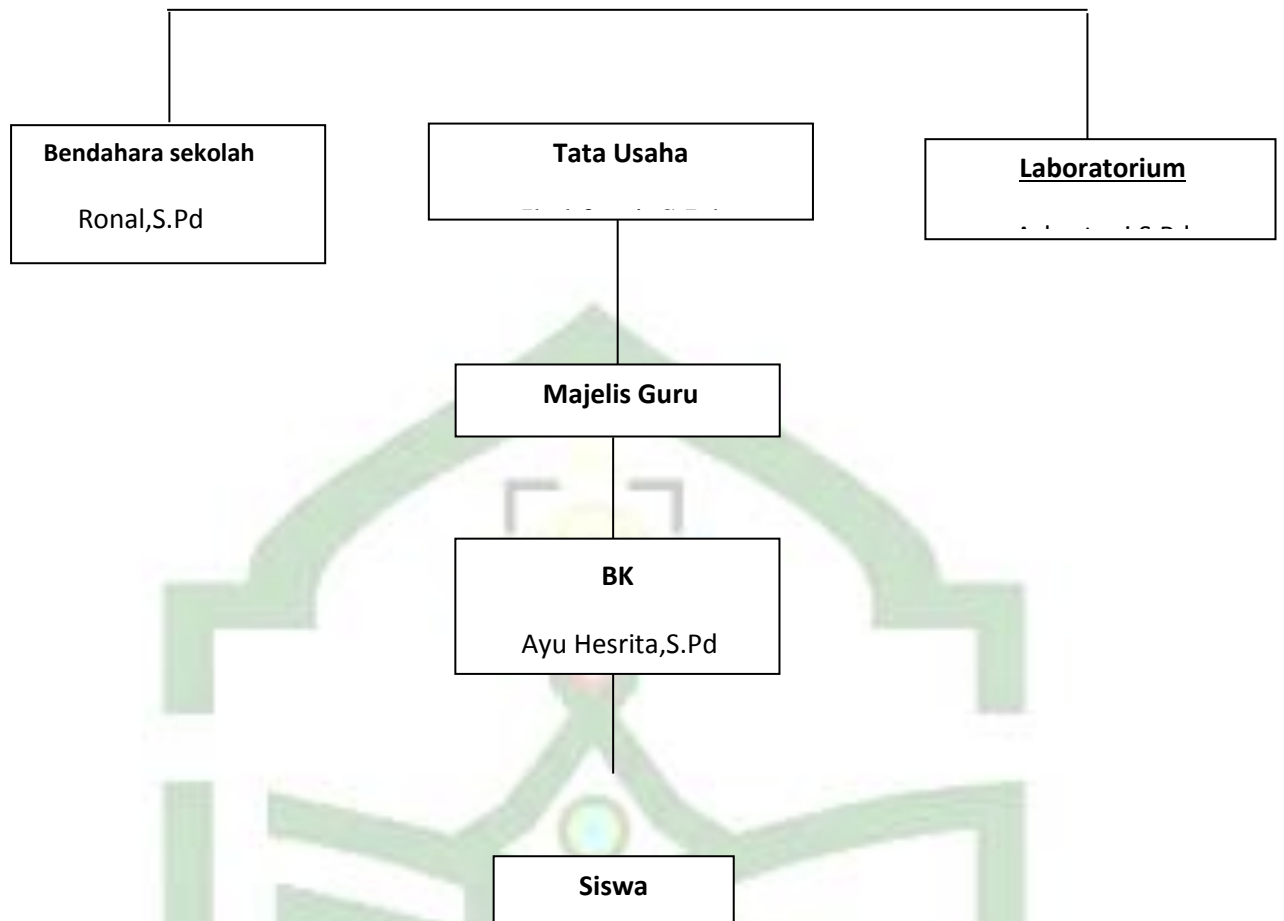 Bendahara sekolah
Ronal,S.Pd
Tata Usaha
Laboratorium
Majelis Guru
BK
Ayu Hesrita,S.Pd
Siswa